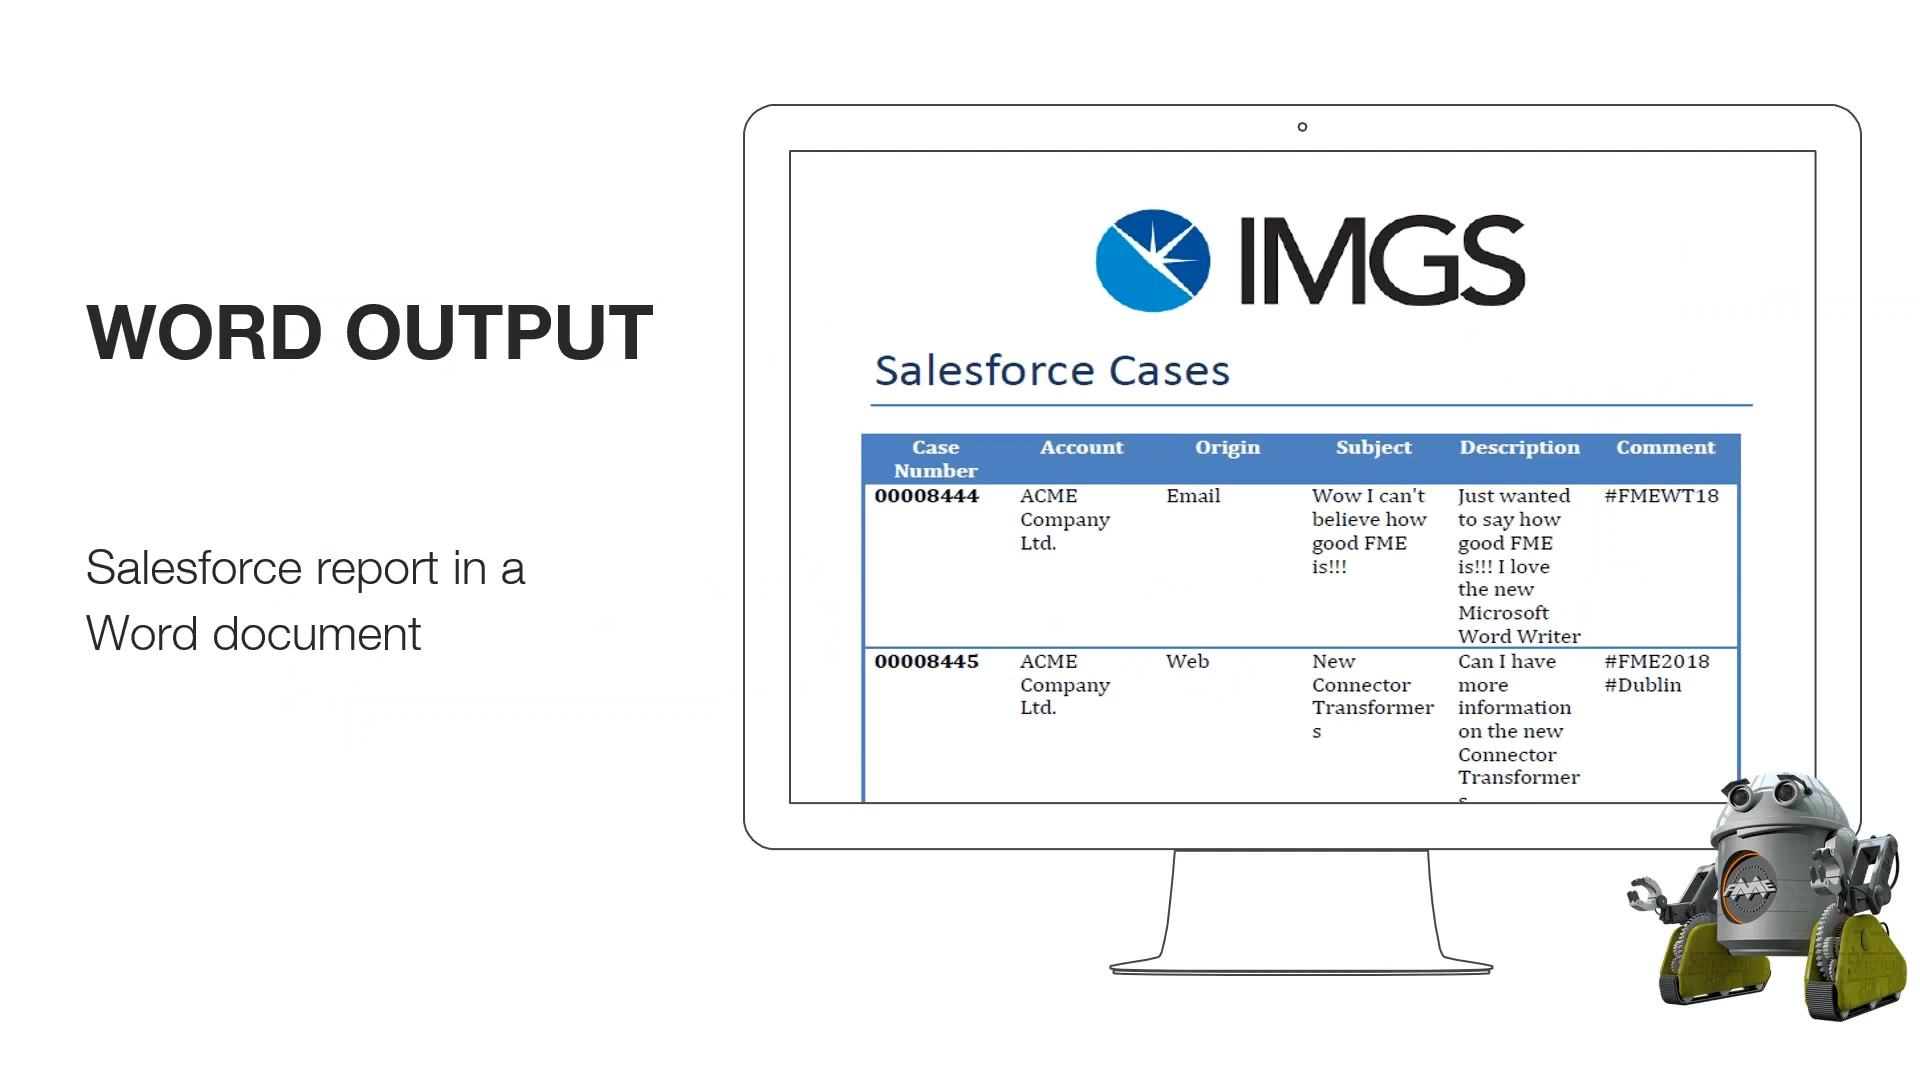 WORD OUTPUT
Salesforce report in a
Word document
IMGS
Salesforce Cases
Case Number Account Origin Subject Description Comment
00008444 ACME Email Wow I can't Just wanted #FMEWT18
Company believe how to say how
Ltd. good FME good FME
is!!! is!!! I love
the new
Microsoft
Word Writer
00008445 ACME Web New Can I have #FME2018
Company Connector more #Dublin
Ltd. Transformer information
s on the new
Connector
Transformer
s
FME